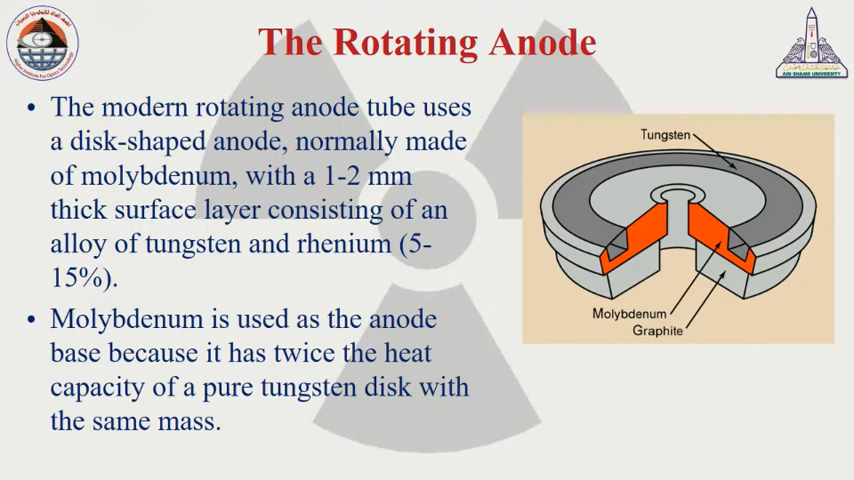 The Rotating Anode
AIN SHAMS UNIVERSITY
• The modern rotating anode tube uses
a disk-shaped anode, normally made
of molybdenum, with a 1-2 mm
thick surface layer consisting of an
alloy of tungsten and rhenium (5-
15%).
• Molybdenum is used as the anode
base because it has twice the heat
capacity of a pure tungsten disk with
the same mass.
Tungsten
Molybdenum
Graphite